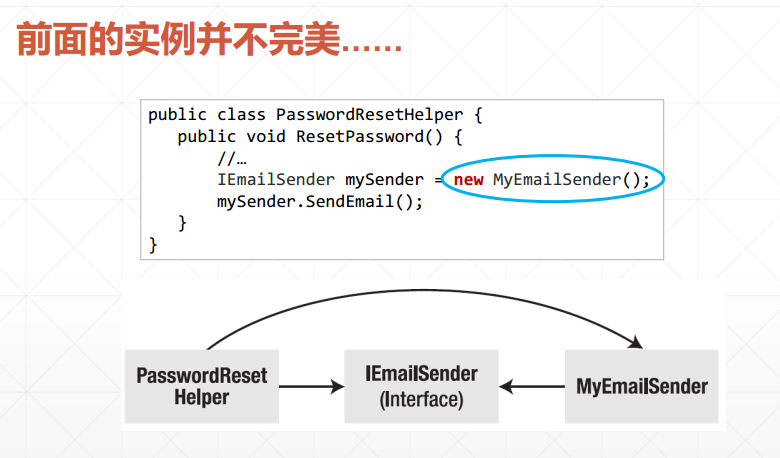 前面的实例并不完美……
public class PasswordResetHelper {
public void ResetPassword() {
//…
IEmailSender mySender = new MyEmailSender();
mySender.SendEmail();
}
}
PasswordReset
Helper
IEmailSender
(Interface)
MyEmailSender